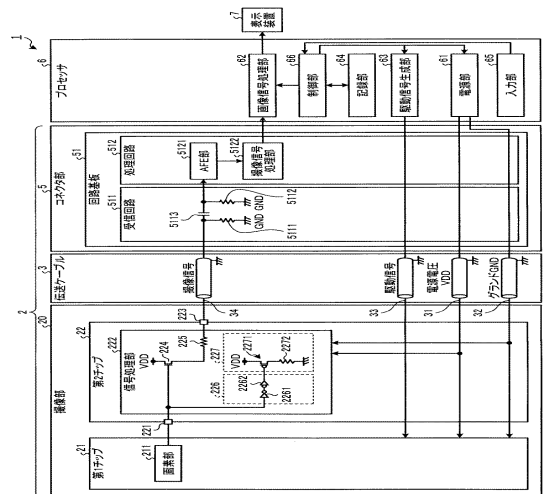 1
2
20
撮像部
21
第1チップ
211
画素部
221
22
第2チップ
222
信号処理部
VDD
224
225
223
226
227
VDD
2271
2272
2262
2261
3
伝送ケーブル
撮像信号
34
駆動信号
33
電源電圧
VDD
31
グランドGND
32
5
コネクタ部
51
回路基板
511
受信回路
5113
GND GND
5111
5112
512
処理回路
5121
AFE部
5122
撮像信号
処理部
6
プロセッサ
62
画像信号処理部
66
制御部
64
記録部
63
駆動信号生成部
61
電源部
65
入力部
7
表示
装置